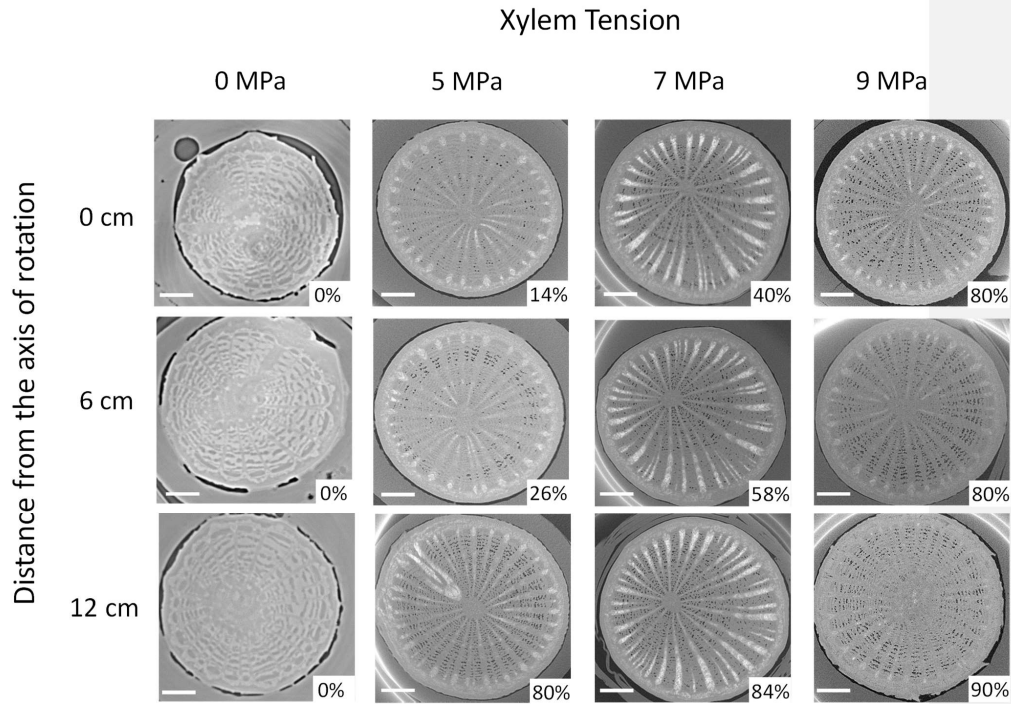 Xylem Tension
0 MPa
5 MPa
7 MPa
9 MPa
Distance from the axis of rotation
0 cm
0%
14%
40%
80%
6 cm
0%
26%
58%
80%
12 cm
0%
80%
84%
90%